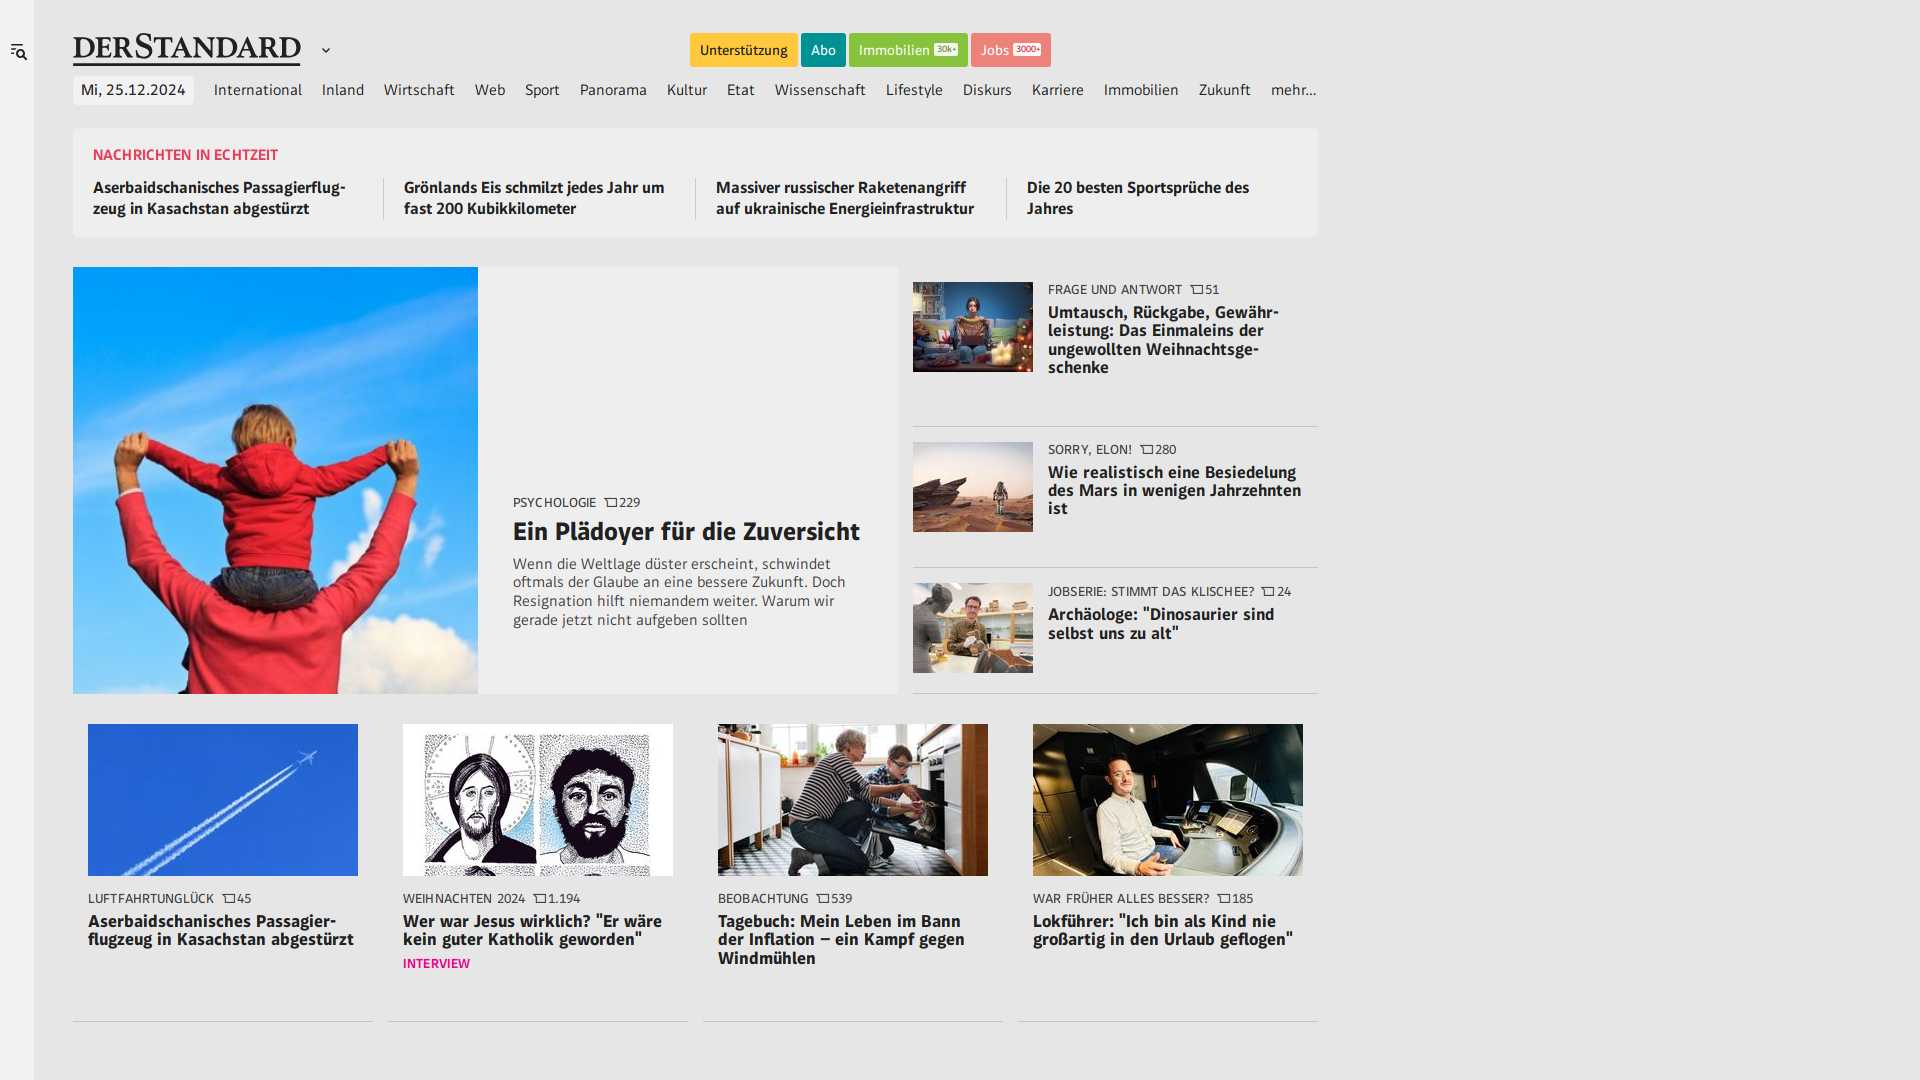 DERSTANDARD
Unterstützung
Abo
Immobilien 30k+
Jobs 3000+
Mi, 25.12.2024
International
Inland
Wirtschaft
Web
Sport
Panorama
Kultur
Etat
Wissenschaft
Lifestyle
Diskurs
Karriere
Immobilien
Zukunft
mehr...
NACHRICHTEN IN ECHTZEIT
Aserbaidschanisches Passagierflug-
zeug in Kasachstan abgestürzt
Grönlands Eis schmilzt jedes Jahr um
fast 200 Kubikkilometer
Massiver russischer Raketenangriff
auf ukrainische Energieinfrastruktur
Die 20 besten Sportsprüche des
Jahres
PSYCHOLOGIE 229
Ein Plädoyer für die Zuversicht
Wenn die Weltlage düster erscheint, schwindet
oftmals der Glaube an eine bessere Zukunft. Doch
Resignation hilft niemandem weiter. Warum wir
gerade jetzt nicht aufgeben sollten
FRAGE UND ANTWORT 51
Umtausch, Rückgabe, Gewähr-
leistung: Das Einmaleins der
ungewollten Weihnachtsge-
schenke
SORRY, ELON! 280
Wie realistisch eine Besiedelung
des Mars in wenigen Jahrzehnten
ist
JOBSERIE: STIMMT DAS KLISCHEE? 24
Archäologe: "Dinosaurier sind
selbst uns zu alt"
LUFTFAHRTUNGLÜCK 45
Aserbaidschanisches Passagier-
flugzeug in Kasachstan abgestürzt
WEIHNACHTEN 2024 1.194
Wer war Jesus wirklich? "Er wäre
kein guter Katholik geworden"
INTERVIEW
BEOBACHTUNG 539
Tagebuch: Mein Leben im Bann
der Inflation – ein Kampf gegen
Windmühlen
WAR FRÜHER ALLES BESSER? 185
Lokführer: "Ich bin als Kind nie
großartig in den Urlaub geflogen"